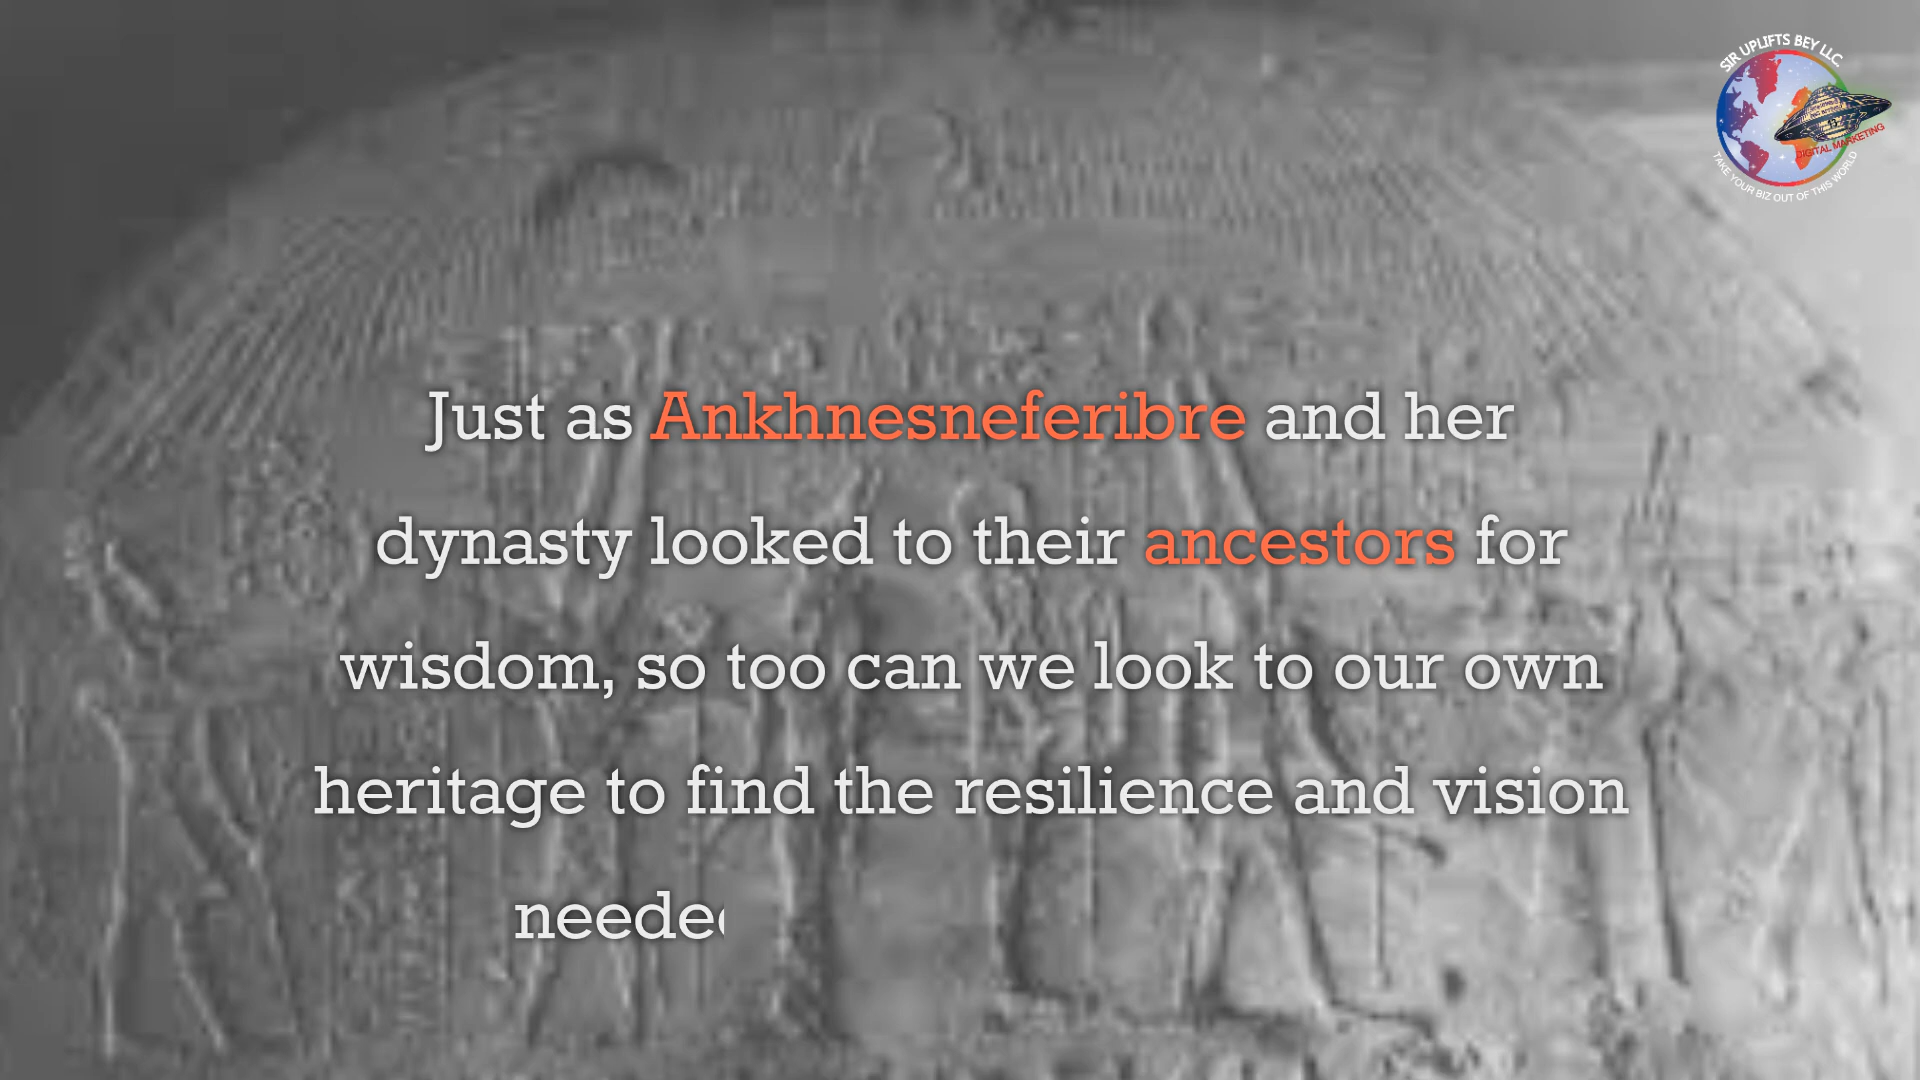 SIR UPLIFTS BEY LLC
DIGITAL MARKETING
TAKE YOUR BIZ OUT OF THIS WORLD
Just as Ankhnesneferibre and her
dynasty looked to their ancestors for
wisdom, so too can we look to our own
heritage to find the resilience and vision
neede